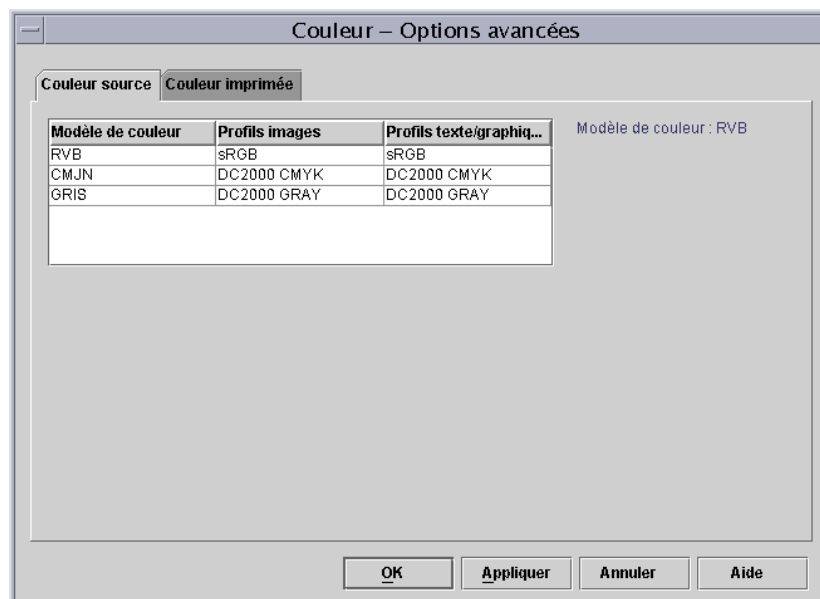 Couleur – Options avancées
Couleur source Couleur imprimée
Modèle de couleur Profils images Profils texte/graphiq...
Modèle de couleur : RVB
RVB sRGB sRGB
CMJN DC2000 CMYK DC2000 CMYK
GRIS DC2000 GRAY DC2000 GRAY
OK Appliquer Annuler Aide